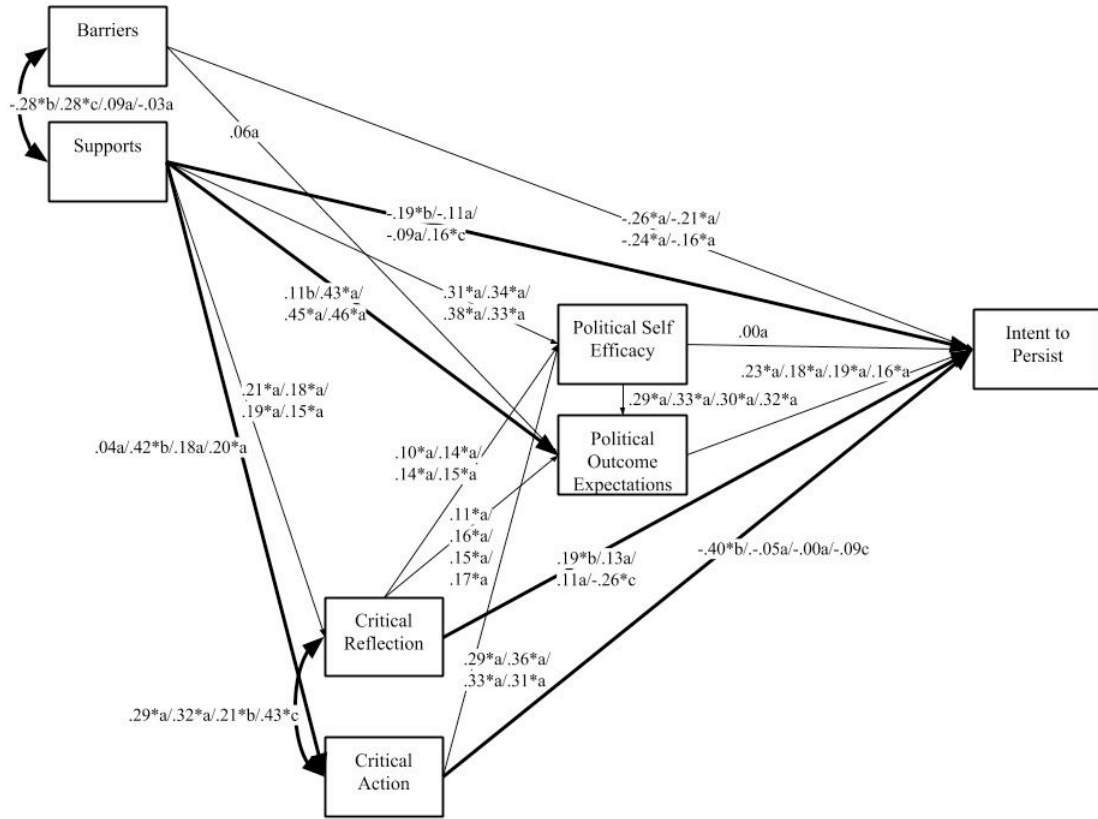 Barriers
-.28*b/.28*c/.09a/-.03a
Supports
.06a
-.19*b/-.11a/
-.09a/.16*c
-.26*a/-.21*a/
-.24*a/-.16*a
.11b/.43*a/
.45*a/.46*a
.31*a/.34*a/
.38*a/.33*a
Political Self
Efficacy
.00a
Intent to
Persist
.23*a/.18*a/.19*a/.16*a
.29*a/.33*a/.30*a/.32*a
.21*a/.18*a/
.19*a/.15*a
.04a/.42*b/.18a/.20*a
Political
Outcome
Expectations
.10*a/.14*a/
.14*a/.15*a
.11*a/
.16*a/
.15*a/
.17*a
.19*b/.13a/
.11a/-.26*c
-.40*b/.-.05a/-.00a/-.09c
Critical
Reflection
.29*a/.36*a/
.33*a/.31*a
.29*a/.32*a/.21*b/.43*c
Critical
Action